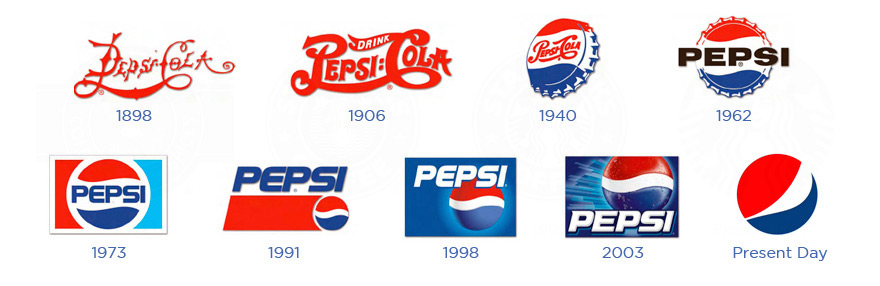 Pepsi-Cola
DRINK
Pepsi:Cola
Pepsi-Cola
PEPSI
1898
1906
1940
1962
PEPSI
PEPSI
PEPSI
PEPSI
1973
1991
1998
2003
Present Day